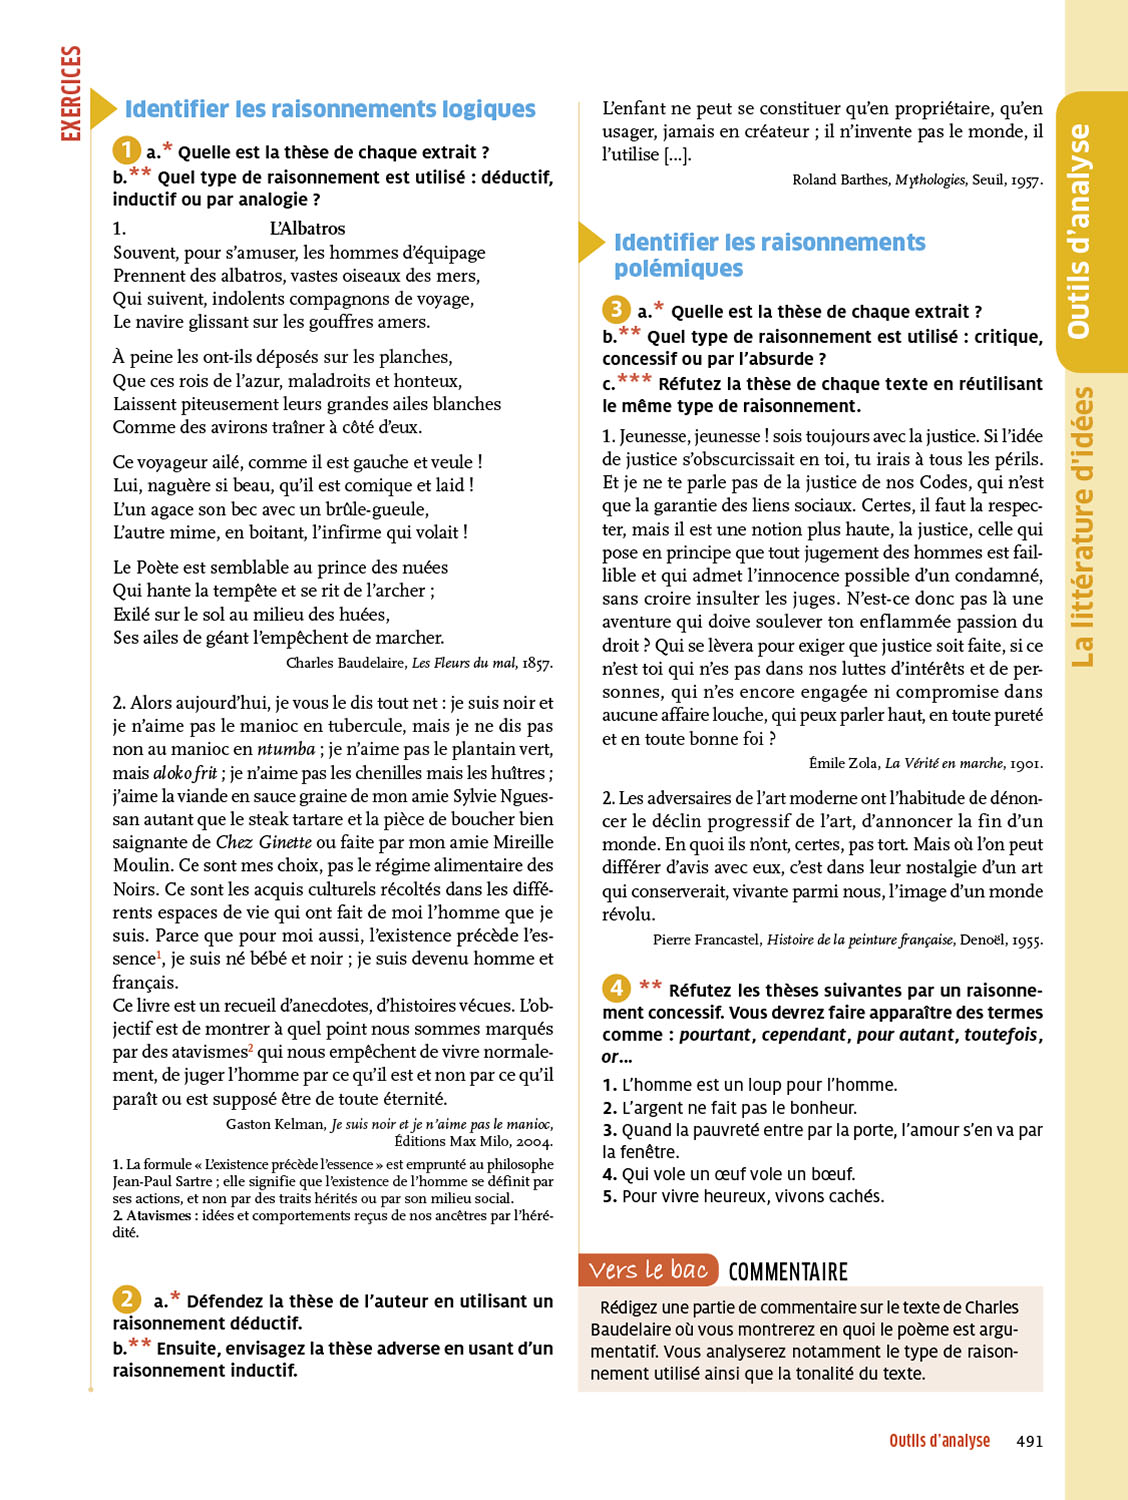 EXERCICES
Identifier les raisonnements logiques
1 a.* Quelle est la thèse de chaque extrait ?
b.** Quel type de raisonnement est utilisé : déductif,
inductif ou par analogie ?
1. L’Albatros
Souvent, pour s’amuser, les hommes d’équipage
Prennent des albatros, vastes oiseaux des mers,
Qui suivent, indolents compagnons de voyage,
Le navire glissant sur les gouffres amers.
À peine les ont-ils déposés sur les planches,
Que ces rois de l’azur, maladroits et honteux,
Laissent piteusement leurs grandes ailes blanches
Comme des avirons traîner à côté d’eux.
Ce voyageur ailé, comme il est gauche et veule !
Lui, naguère si beau, qu’il est comique et laid !
L’un agace son bec avec un brûle-gueule,
L’autre mime, en boitant, l’infirme qui volait !
Le Poète est semblable au prince des nuées
Qui hante la tempête et se rit de l’archer ;
Exilé sur le sol au milieu des huées,
Ses ailes de géant l’empêchent de marcher.
Charles Baudelaire, Les Fleurs du mal, 1857.
2. Alors aujourd’hui, je vous le dis tout net : je suis noir et
je n’aime pas le manioc en tubercule, mais je ne dis pas
non au manioc en ntumba ; je n’aime pas le plantain vert,
mais aloko frit ; je n’aime pas les chenilles mais les huîtres ;
j’aime la viande en sauce graine de mon amie Sylvie Ngues-
san autant que le steak tartare et la pièce de boucher bien
saignante de Chez Ginette ou faite par mon amie Mireille
Moulin. Ce sont mes choix, pas le régime alimentaire des
Noirs. Ce sont les acquis culturels récoltés dans les diffé-
rents espaces de vie qui ont fait de moi l’homme que je
suis. Parce que pour moi aussi, l’existence précède l’es-
sence1, je suis né bébé et noir ; je suis devenu homme et
français.
Ce livre est un recueil d’anecdotes, d’histoires vécues. L’ob-
jectif est de montrer à quel point nous sommes marqués
par des atavismes2 qui nous empêchent de vivre normale-
ment, de juger l’homme par ce qu’il est et non par ce qu’il
paraît ou est supposé être de toute éternité.
Gaston Kelman, Je suis noir et je n’aime pas le manioc,
Éditions Max Milo, 2004.
1. La formule « L’existence précède l’essence » est emprunté au philosophe
Jean-Paul Sartre ; elle signifie que l’existence de l’homme se définit par
ses actions, et non par des traits hérités ou par son milieu social.
2. Atavismes : idées et comportements reçus de nos ancêtres par l’héré-
dité.
2 a.* Défendez la thèse de l’auteur en utilisant un
raisonnement déductif.
b.** Ensuite, envisagez la thèse adverse en usant d’un
raisonnement inductif.
L’enfant ne peut se constituer qu’en propriétaire, qu’en
usager, jamais en créateur ; il n’invente pas le monde, il
l’utilise [...].
Roland Barthes, Mythologies, Seuil, 1957.
Identifier les raisonnements
polémiques
3 a.* Quelle est la thèse de chaque extrait ?
b.** Quel type de raisonnement est utilisé : critique,
concessif ou par l’absurde ?
c.*** Réfutez la thèse de chaque texte en réutilisant
le même type de raisonnement.
1. Jeunesse, jeunesse ! sois toujours avec la justice. Si l’idée
de justice s’obscurcissait en toi, tu irais à tous les périls.
Et je ne te parle pas de la justice de nos Codes, qui n’est
que la garantie des liens sociaux. Certes, il faut la respec-
ter, mais il est une notion plus haute, la justice, celle qui
pose en principe que tout jugement des hommes est fail-
lible et qui admet l’innocence possible d’un condamné,
sans croire insulter les juges. N’est-ce donc pas là une
aventure qui doive soulever ton enflammée passion du
droit ? Qui se lèvera pour exiger que justice soit faite, si ce
n’est toi qui n’es pas dans nos luttes d’intérêts et de per-
sonnes, qui n’es encore engagée ni compromise dans
aucune affaire louche, qui peux parler haut, en toute pureté
et en toute bonne foi ?
Émile Zola, La Vérité en marche, 1901.
2. Les adversaires de l’art moderne ont l’habitude de dénon-
cer le déclin progressif de l’art, d’annoncer la fin d’un
monde. En quoi ils n’ont, certes, pas tort. Mais où l’on peut
différer d’avis avec eux, c’est dans leur nostalgie d’un art
qui conserverait, vivante parmi nous, l’image d’un monde
révolu.
Pierre Francastel, Histoire de la peinture française, Denoël, 1955.
4 ** Réfutez les thèses suivantes par un raisonne-
ment concessif. Vous devrez faire apparaître des termes
comme : pourtant, cependant, pour autant, toutefois,
or...
1. L’homme est un loup pour l’homme.
2. L’argent ne fait pas le bonheur.
3. Quand la pauvreté entre par la porte, l’amour s’en va par
la fenêtre.
4. Qui vole un œuf vole un bœuf.
5. Pour vivre heureux, vivons cachés.
Vers le bac COMMENTAIRE
Rédigez une partie de commentaire sur le texte de Charles
Baudelaire où vous montrerez en quoi le poème est argu-
mentatif. Vous analyserez notamment le type de raison-
nement utilisé ainsi que la tonalité du texte.
Outils d’analyse
La littérature d'idées
Outils d’analyse 491